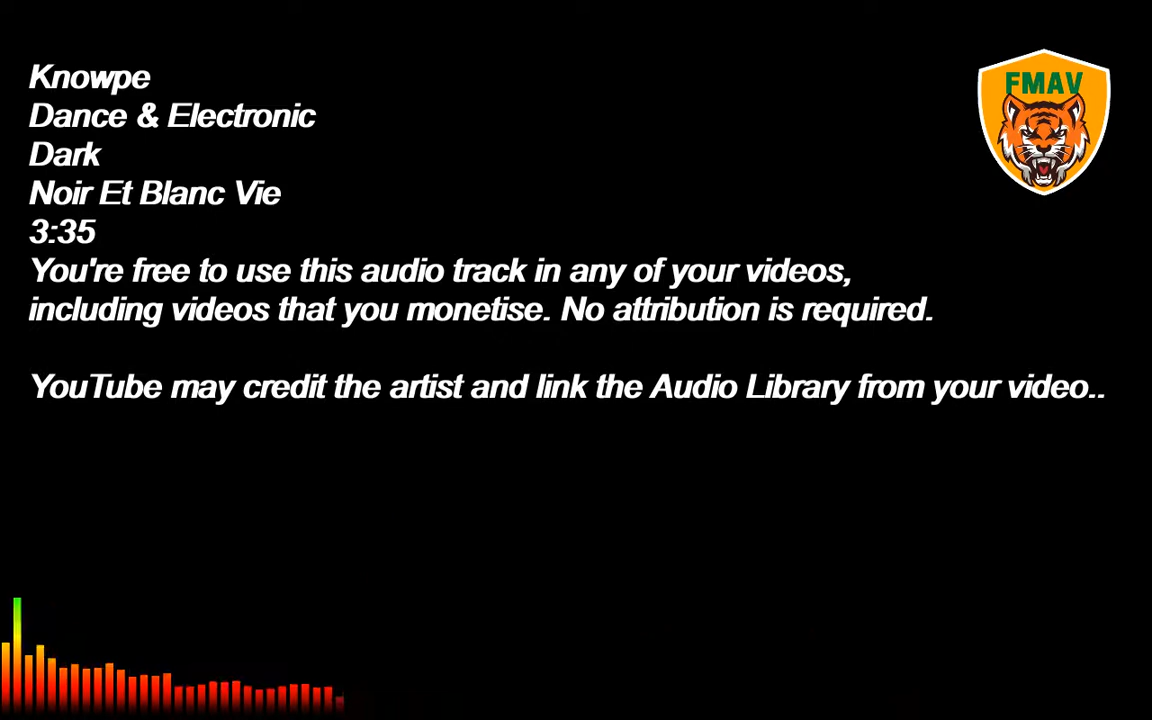 Knowpe
Dance & Electronic
Dark
Noir Et Blanc Vie
3:35
You're free to use this audio track in any of your videos,
including videos that you monetise. No attribution is required.
YouTube may credit the artist and link the Audio Library from your video..
FMAV